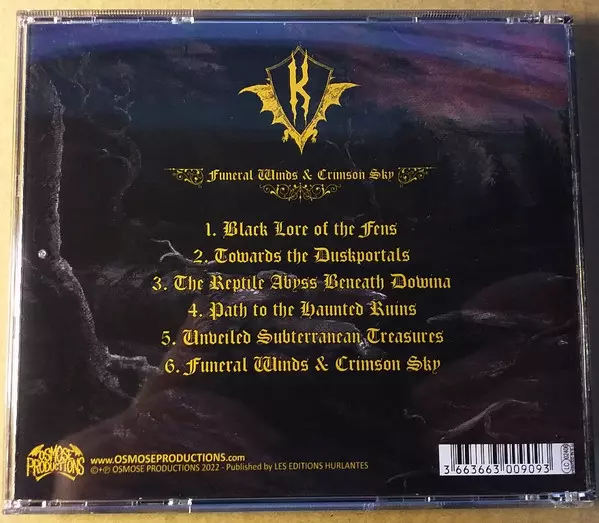 K
Funeral Winds & Crimson Sky
1. Black Lore of the Fens
2. Towards the Duskportals
3. The Reptile Abyss Beneath Dowina
4. Path to the Haunted Ruins
5. Unveiled Subterranean Treasures
6. Funeral Winds & Crimson Sky
OSMOSE
PRODUCTIONS
www.OSMOSEPRODUCTIONS.com
©+℗ OSMOSE PRODUCTIONS 2022 - Published by LES EDITIONS HURLANTES
3 663663 009093